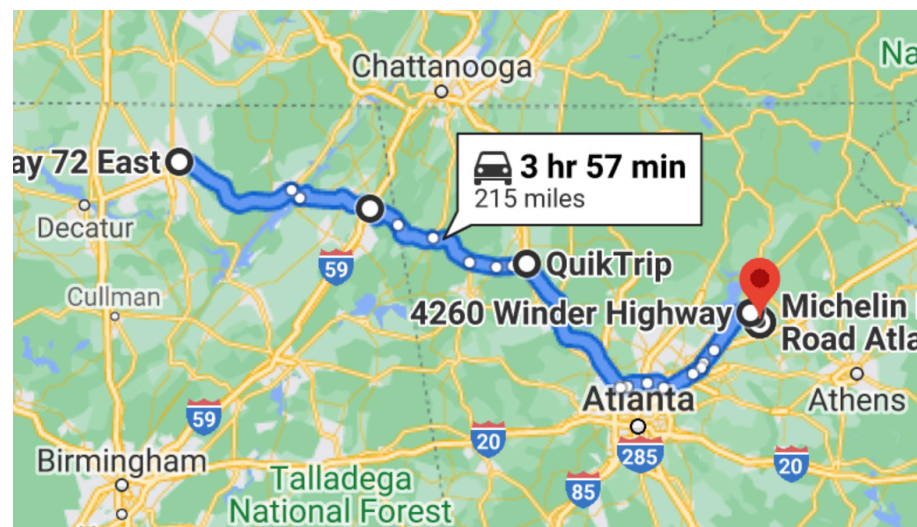 Na
Chattanooga
ay 72 East
3 hr 57 min
215 miles
Decatur
59
QuikTrip
Cullman
4260 Winder Highway
Michelin
Road Atla
59
Atlanta
Athens
20
285
20
Birmingham
85
Talladega
National Forest